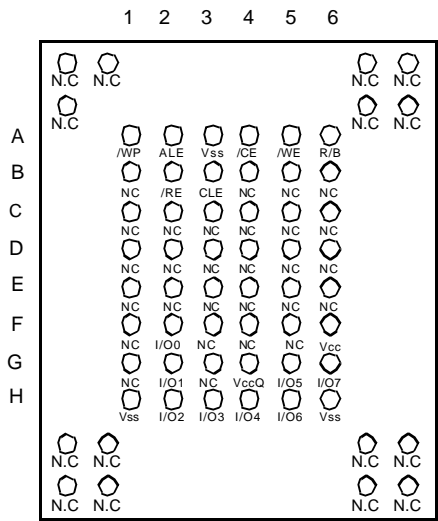 1 2 3 4 5 6
N.C N.C N.C N.C
N.C N.C N.C
A
/WP ALE Vss /CE /WE R/B
B
NC /RE CLE NC NC NC
C
NC NC NC NC NC NC
D
NC NC NC NC NC NC
E
NC NC NC NC NC NC
F
NC I/O0 NC NC NC Vcc
G
NC I/O1 NC VccQ I/O5 I/O7
H
Vss I/O2 I/O3 I/O4 I/O6 Vss
N.C N.C N.C N.C
N.C N.C N.C N.C